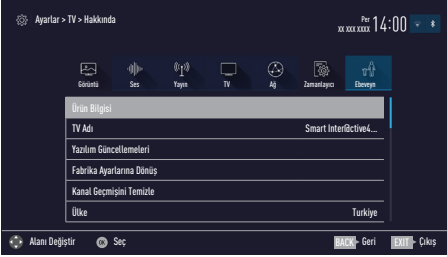 Ayarlar > TV > Hakkında
Per
xx xxx xxxx 14:00
Görüntü Ses Yayın TV Ağ Zamanlayıcı Ebeveyn
Ürün Bilgisi
TV Adı Smart Inter@ctive4...
Yazılım Güncellemeleri
Fabrika Ayarlarına Dönüş
Kanal Geçmişini Temizle
Ülke Turkiye
Alanı Değiştir OK Seç BACK Geri EXIT Çıkış